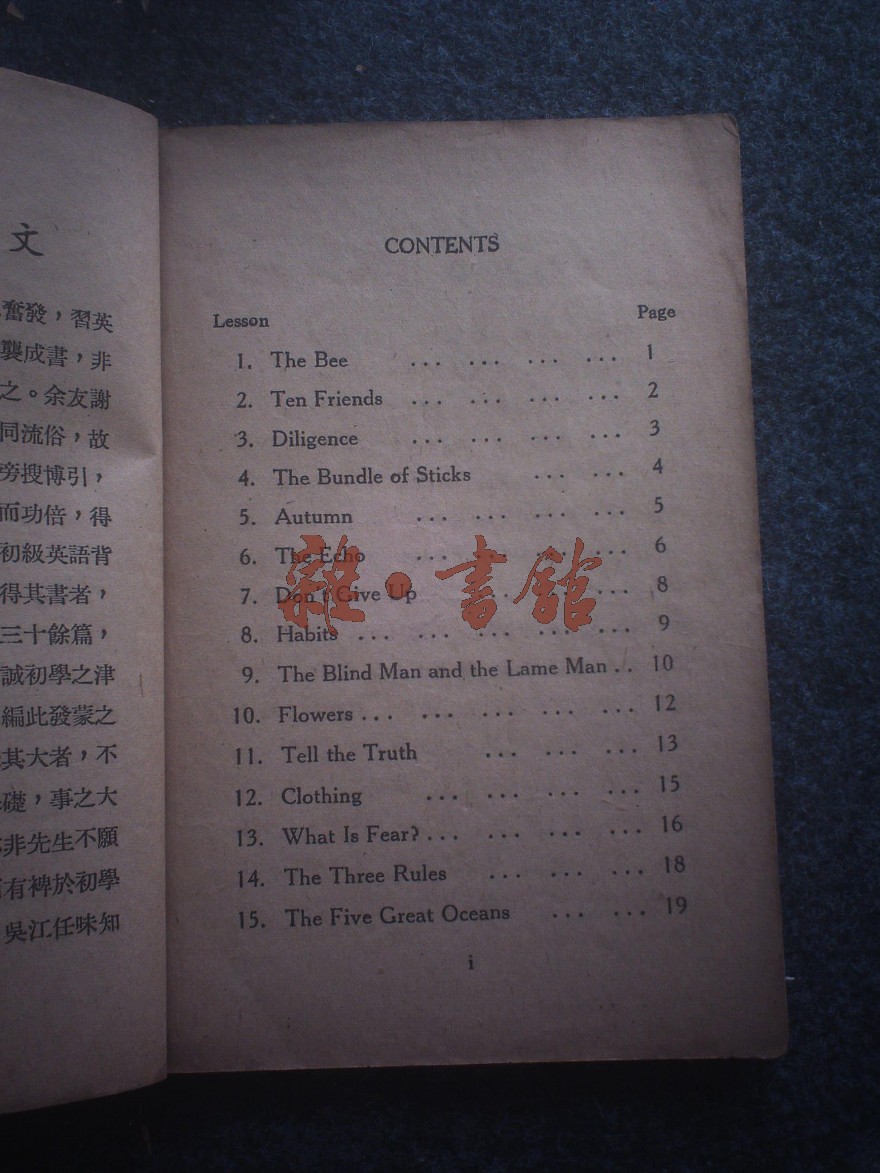 文
奮發，習英
襲成書，非
之。余友謝
同流俗，故
旁搜博引，
而功倍，得
初級英語背
得其書者，
三十餘篇，
誠初學之津
編此發蒙之
其大者，不
礎，事之大
非先生不願
有裨於初學
吳江任味知
CONTENTS
Lesson Page
1. The Bee ... ... ... ... 1
2. Ten Friends ... ... ... ... 2
3. Diligence ... ... ... ... 3
4. The Bundle of Sticks ... ... 4
5. Autumn ... ... ... ... 5
6. The Echo ... ... ... ... 6
7. Don't Give Up ... ... ... 8
8. Habits ... ... ... ... ... 9
9. The Blind Man and the Lame Man .. 10
10. Flowers ... ... ... ... ... 12
11. Tell the Truth ... ... ... 13
12. Clothing ... ... ... ... 15
13. What Is Fear? ... ... ... ... 16
14. The Three Rules ... ... ... 18
15. The Five Great Oceans ... ... 19
i
雜·書館